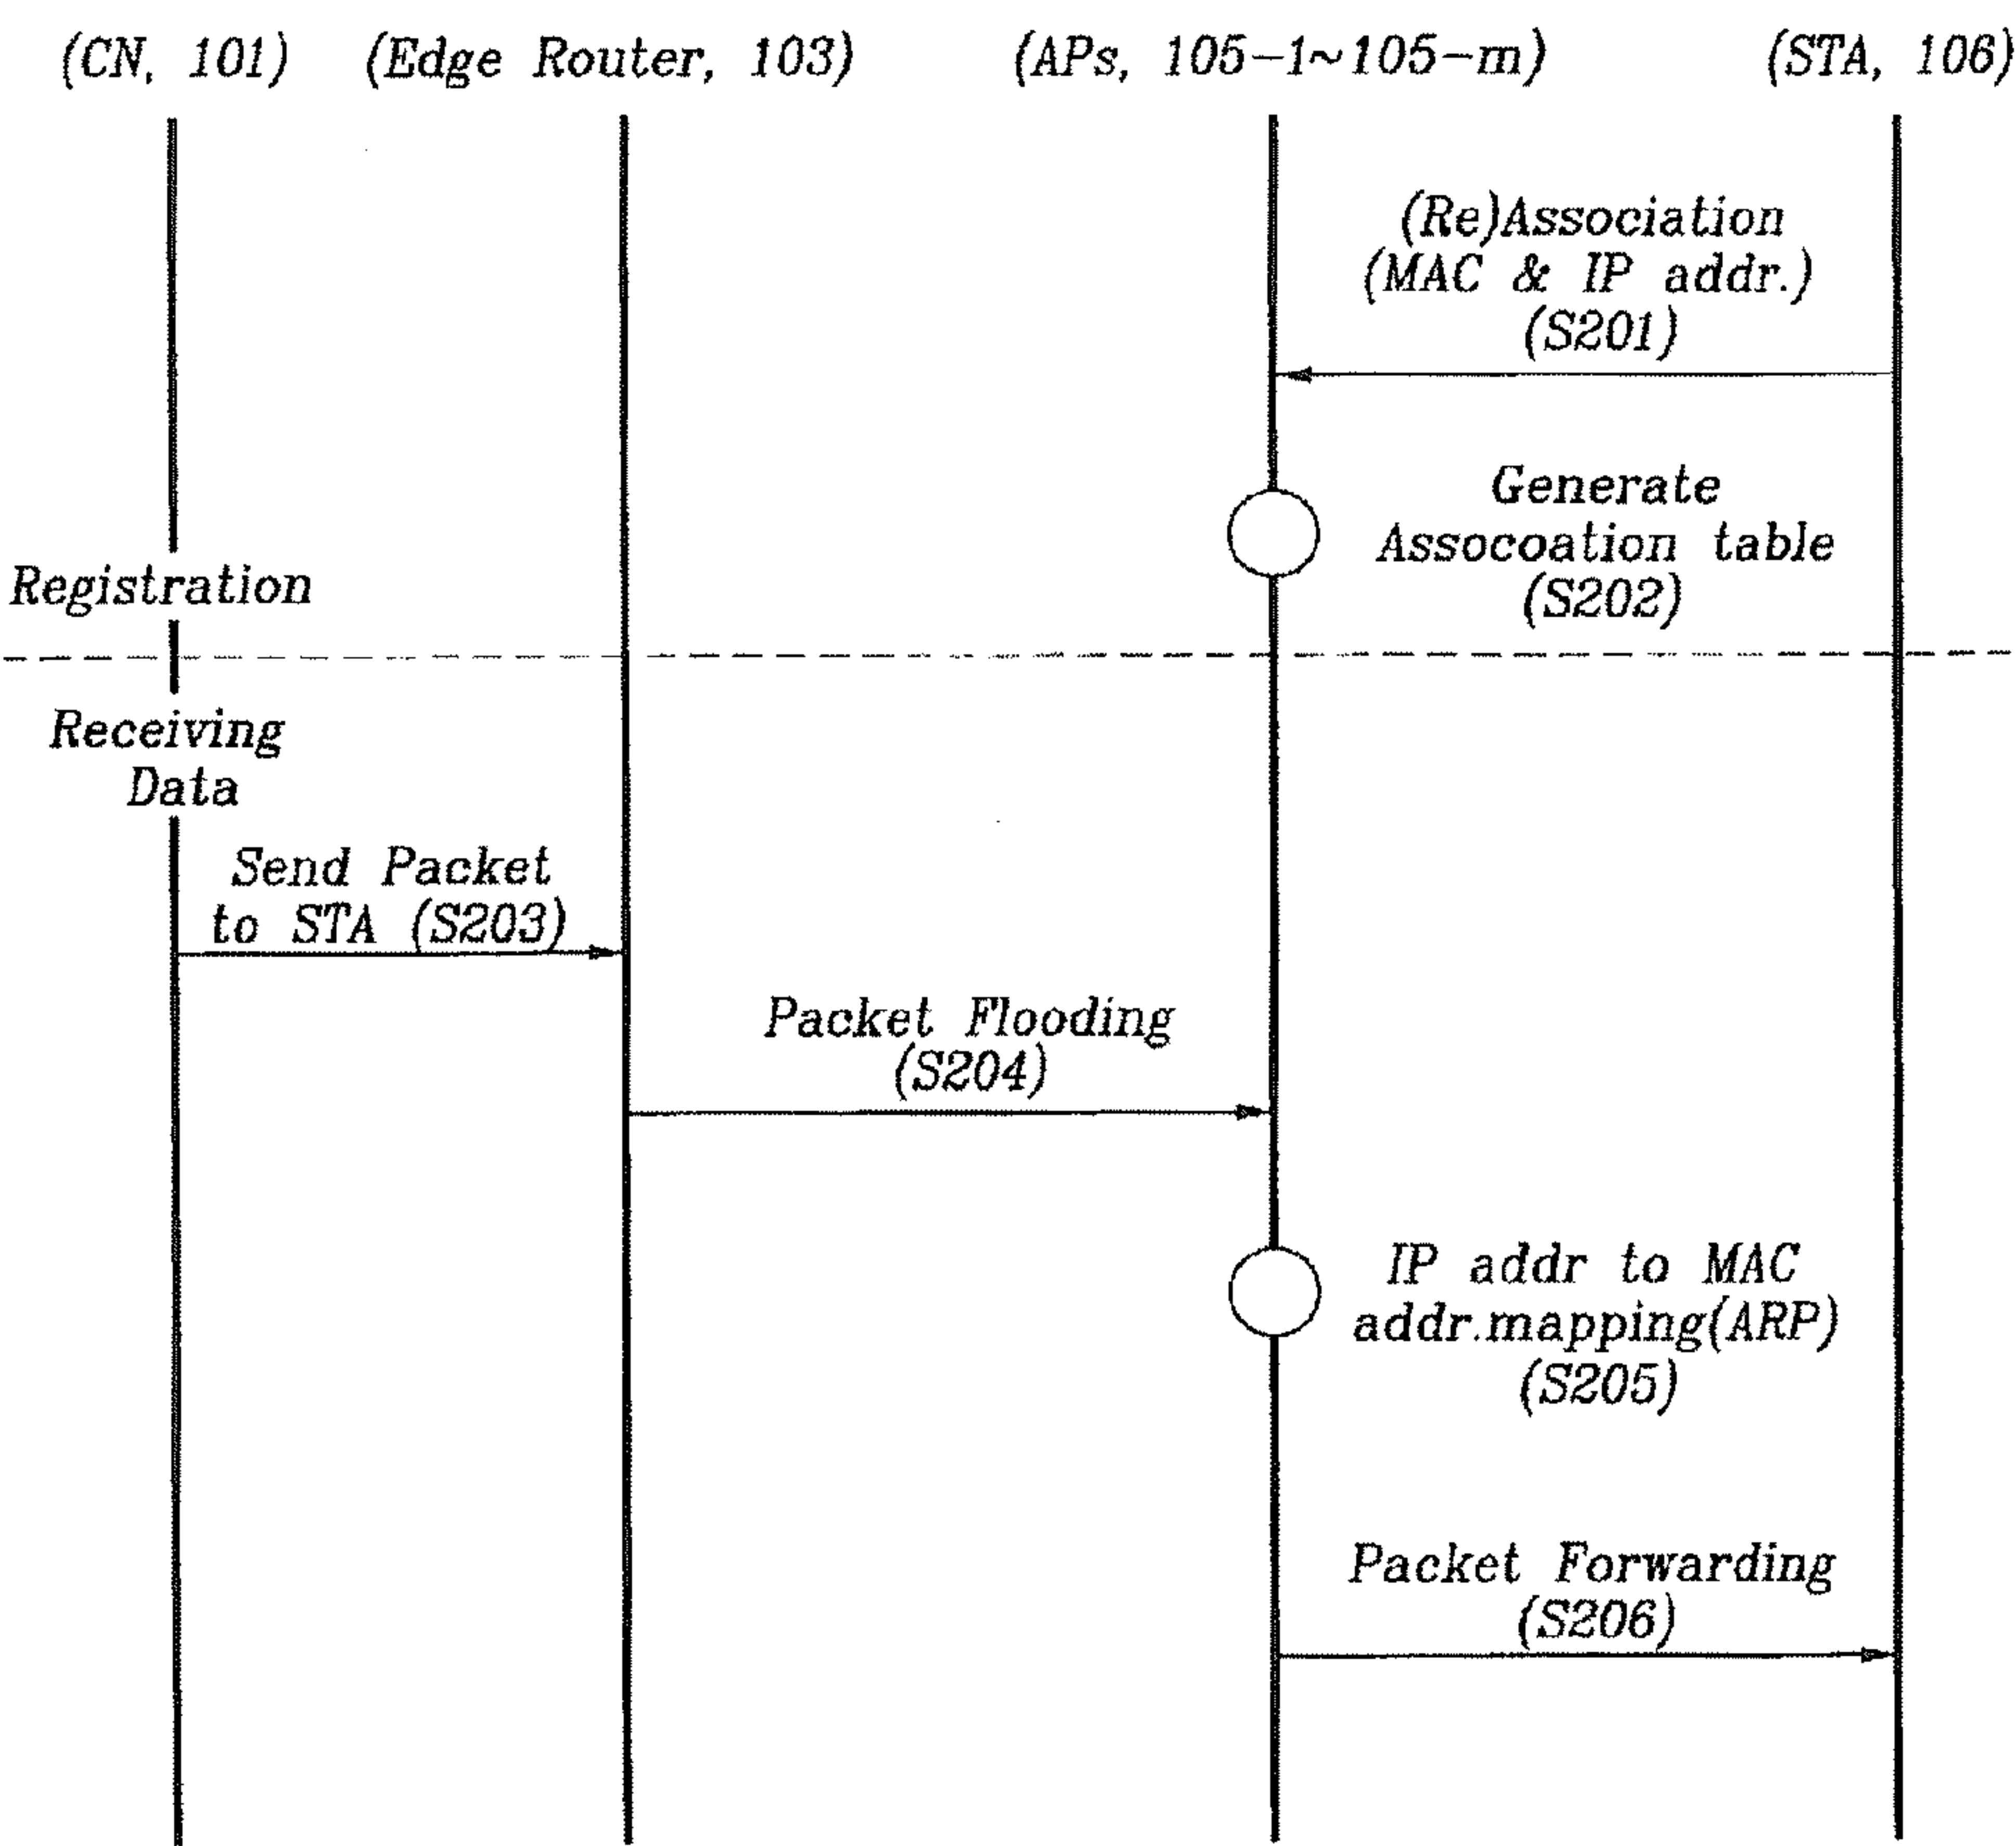 (CN, 101) (Edge Router, 103) (APs, 105-1~105-m) (STA, 106)
(Re)Association
(MAC & IP addr.)
(S201)
Generate
Assocoation table
(S202)
Registration
Receiving
Data
Send Packet
to STA (S203)
Packet Flooding
(S204)
IP addr to MAC
addr.mapping(ARP)
(S205)
Packet Forwarding
(S206)